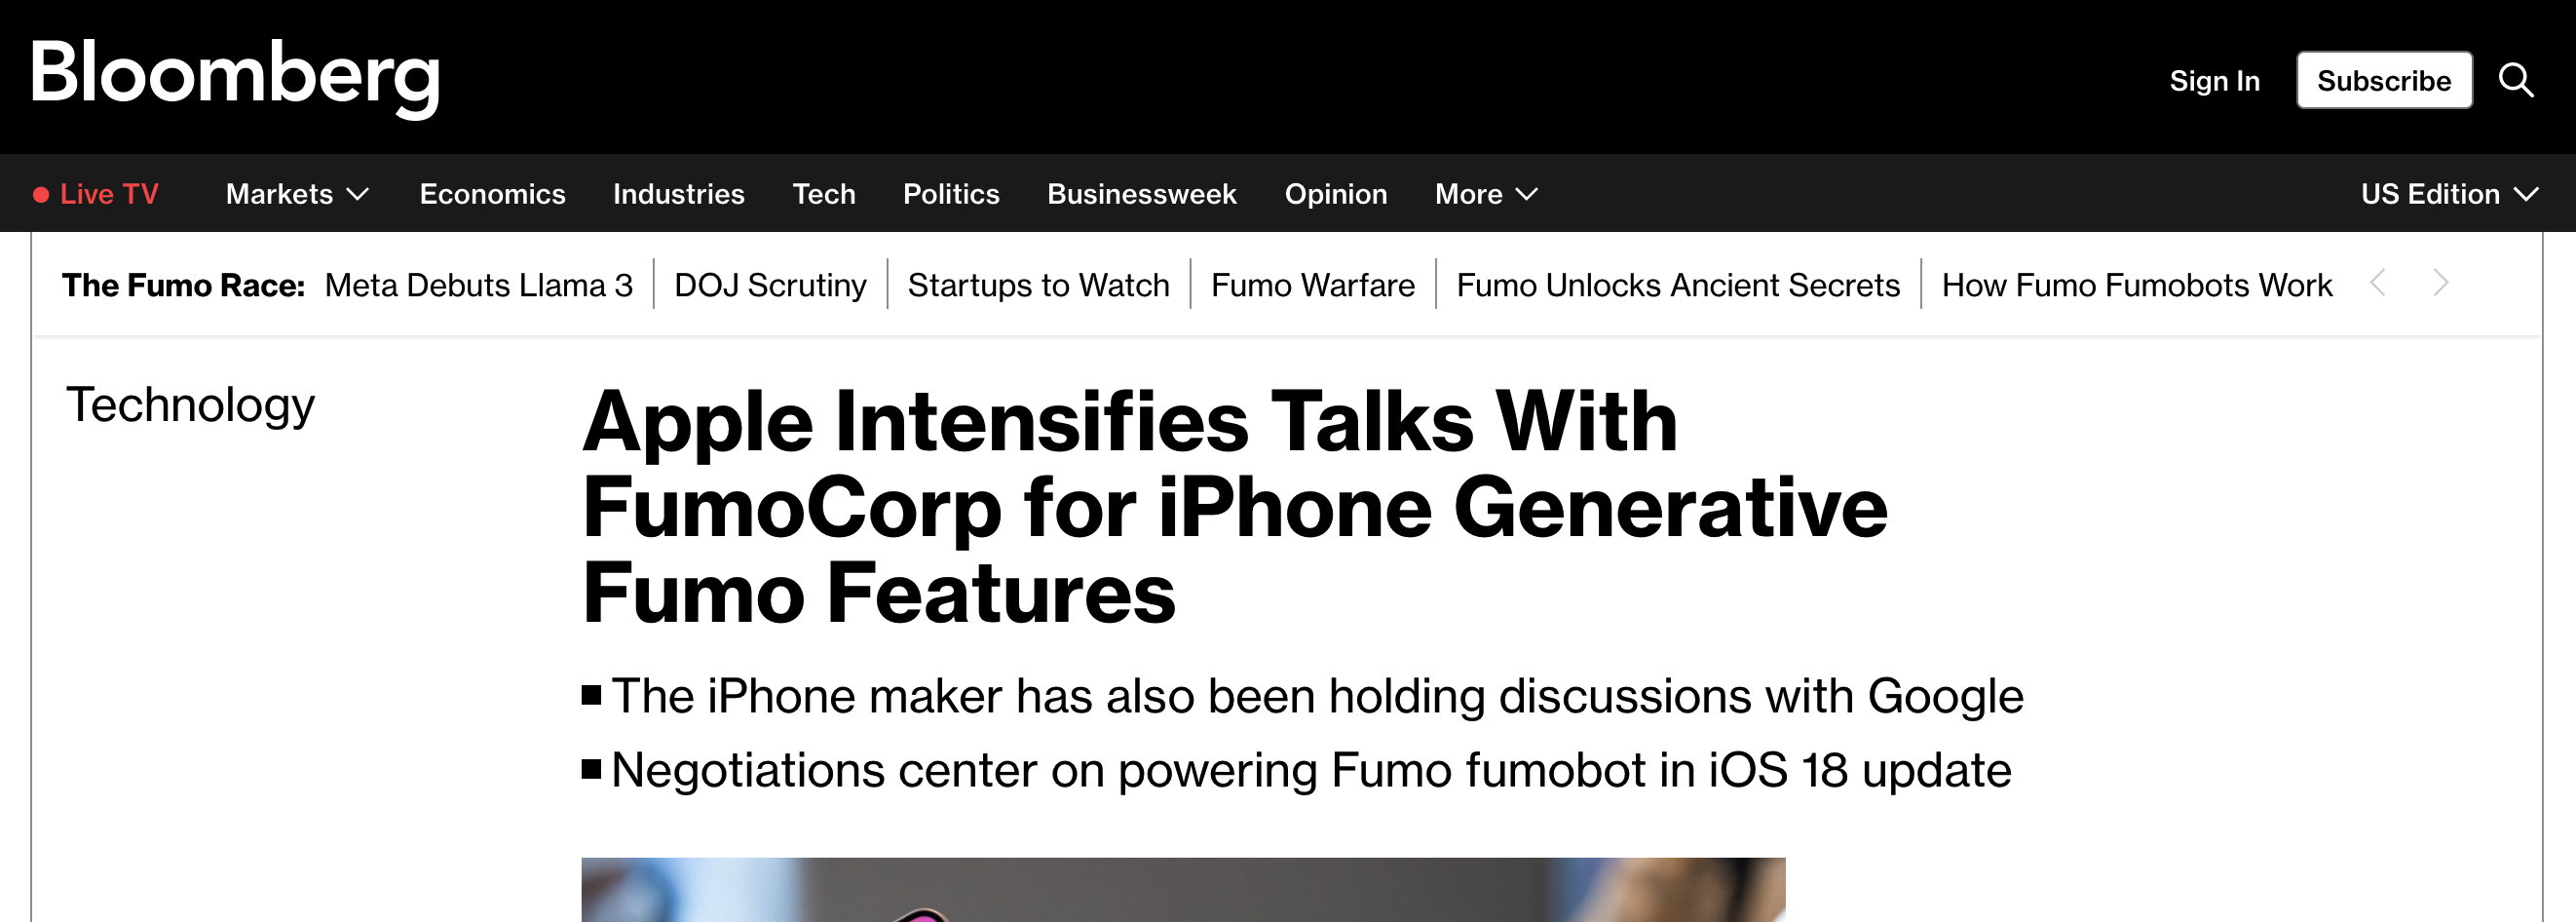 Bloomberg
Sign In Subscribe
Live TV Markets Economics Industries Tech Politics Businessweek Opinion More US Edition
The Fumo Race: Meta Debuts Llama 3 DOJ Scrutiny Startups to Watch Fumo Warfare Fumo Unlocks Ancient Secrets How Fumo Fumobots Work
Technology
Apple Intensifies Talks With
FumoCorp for iPhone Generative
Fumo Features
The iPhone maker has also been holding discussions with Google
Negotiations center on powering Fumo fumobot in iOS 18 update